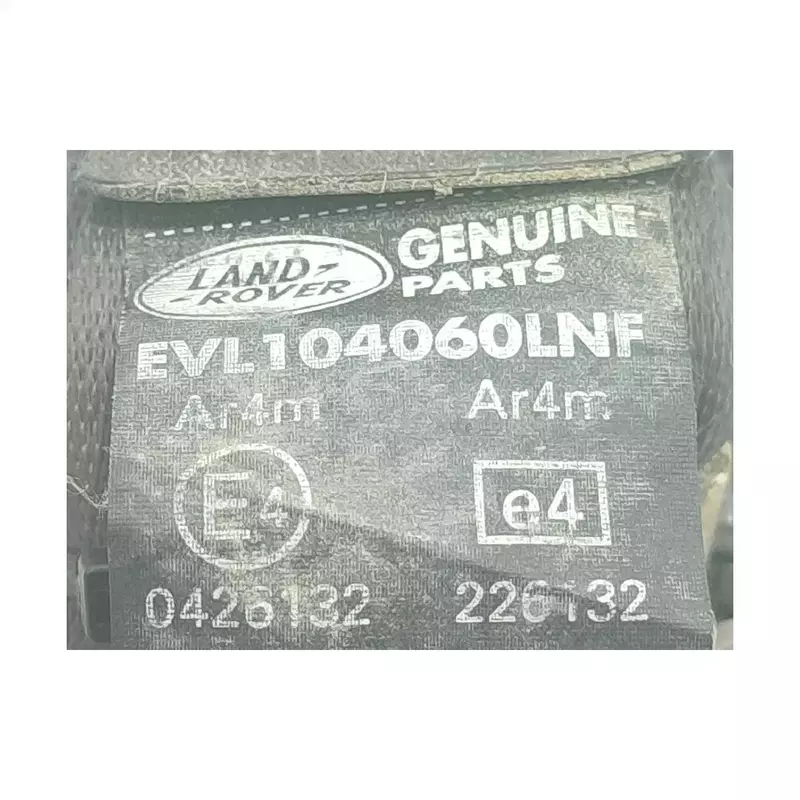 LAND-
-ROVER
GENUINE
PARTS
EVL104060LNF
Ar4m Ar4m
E4 e4
0426132 226132